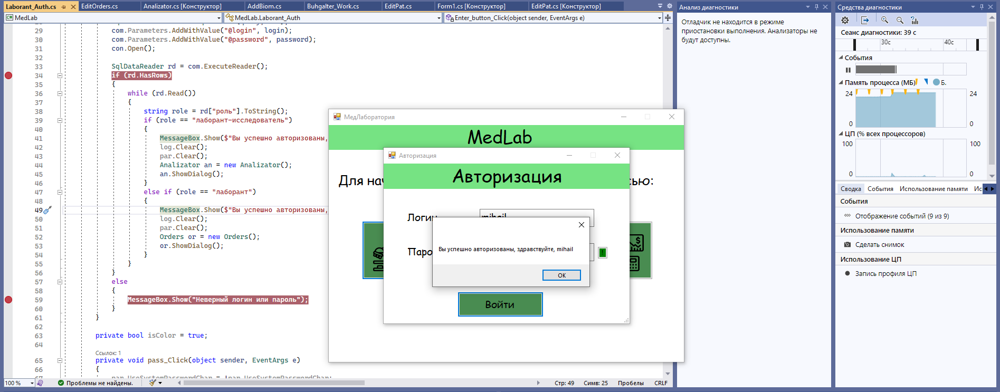 Laborant_Auth.cs
EditOrders.cs
Analizator.cs [Конструктор]
AddBiom.cs
Buhgalter_Work.cs
EditPat.cs
Form1.cs [Конструктор]
EditPat.cs [Конструктор]
MedLab
MedLab.Laborant_Auth
Enter_button_Click(object sender, EventArgs e)
29 com.Parameters.AddWithValue("@login", login);
30 com.Parameters.AddWithValue("@password", password);
31 con.Open();
32
33 SqlDataReader rd = com.ExecuteReader();
34 if (rd.HasRows)
35 {
36 while (rd.Read())
37 {
38 string role = rd["роль"].ToString();
39 if (role == "лаборант-исследователь")
40 {
41 MessageBox.Show($"Вы успешно авторизованы,
42 log.Clear();
43 par.Clear();
44 Analizator an = new Analizator();
45 an.ShowDialog();
46 }
47 else if (role == "лаборант")
48 {
49 MessageBox.Show($"Вы успешно авторизованы,
50 log.Clear();
51 par.Clear();
52 Orders or = new Orders();
53 or.ShowDialog();
54 }
55 }
56 }
57 else
58 {
59 MessageBox.Show("Неверный логин или пароль");
60 }
61 }
62
63 private bool isColor = true;
64
Ссылок: 1
65 private void pass_Click(object sender, EventArgs e)
66 {
par.UseSystemPasswordChar = !par.UseSystemPasswordChar;
100 %
Проблемы не найдены.
Стр: 49
Симв: 25
Пробелы
CRLF
МедЛаборатория
MedLab
Для нач
сью:
Авторизация
Авторизация
Логин
mihail
Паро
Вы успешно авторизованы, здравствуйте, mihail
OK
Войти
Анализ диагностики
Отладчик не находится в режиме
приостановки выполнения. Анализаторы не
будут доступны.
Средства диагностики
Сеанс диагностики: 39 с
30с
40с
События
Память процесса (МБ)
Б.
24
24
0
0
ЦП (% всех процессоров)
100
100
0
0
Сводка
События
Использование памяти
Ис
События
Отображение событий (9 из 9)
Использование памяти
Сделать снимок
Использование ЦП
Запись профиля ЦП